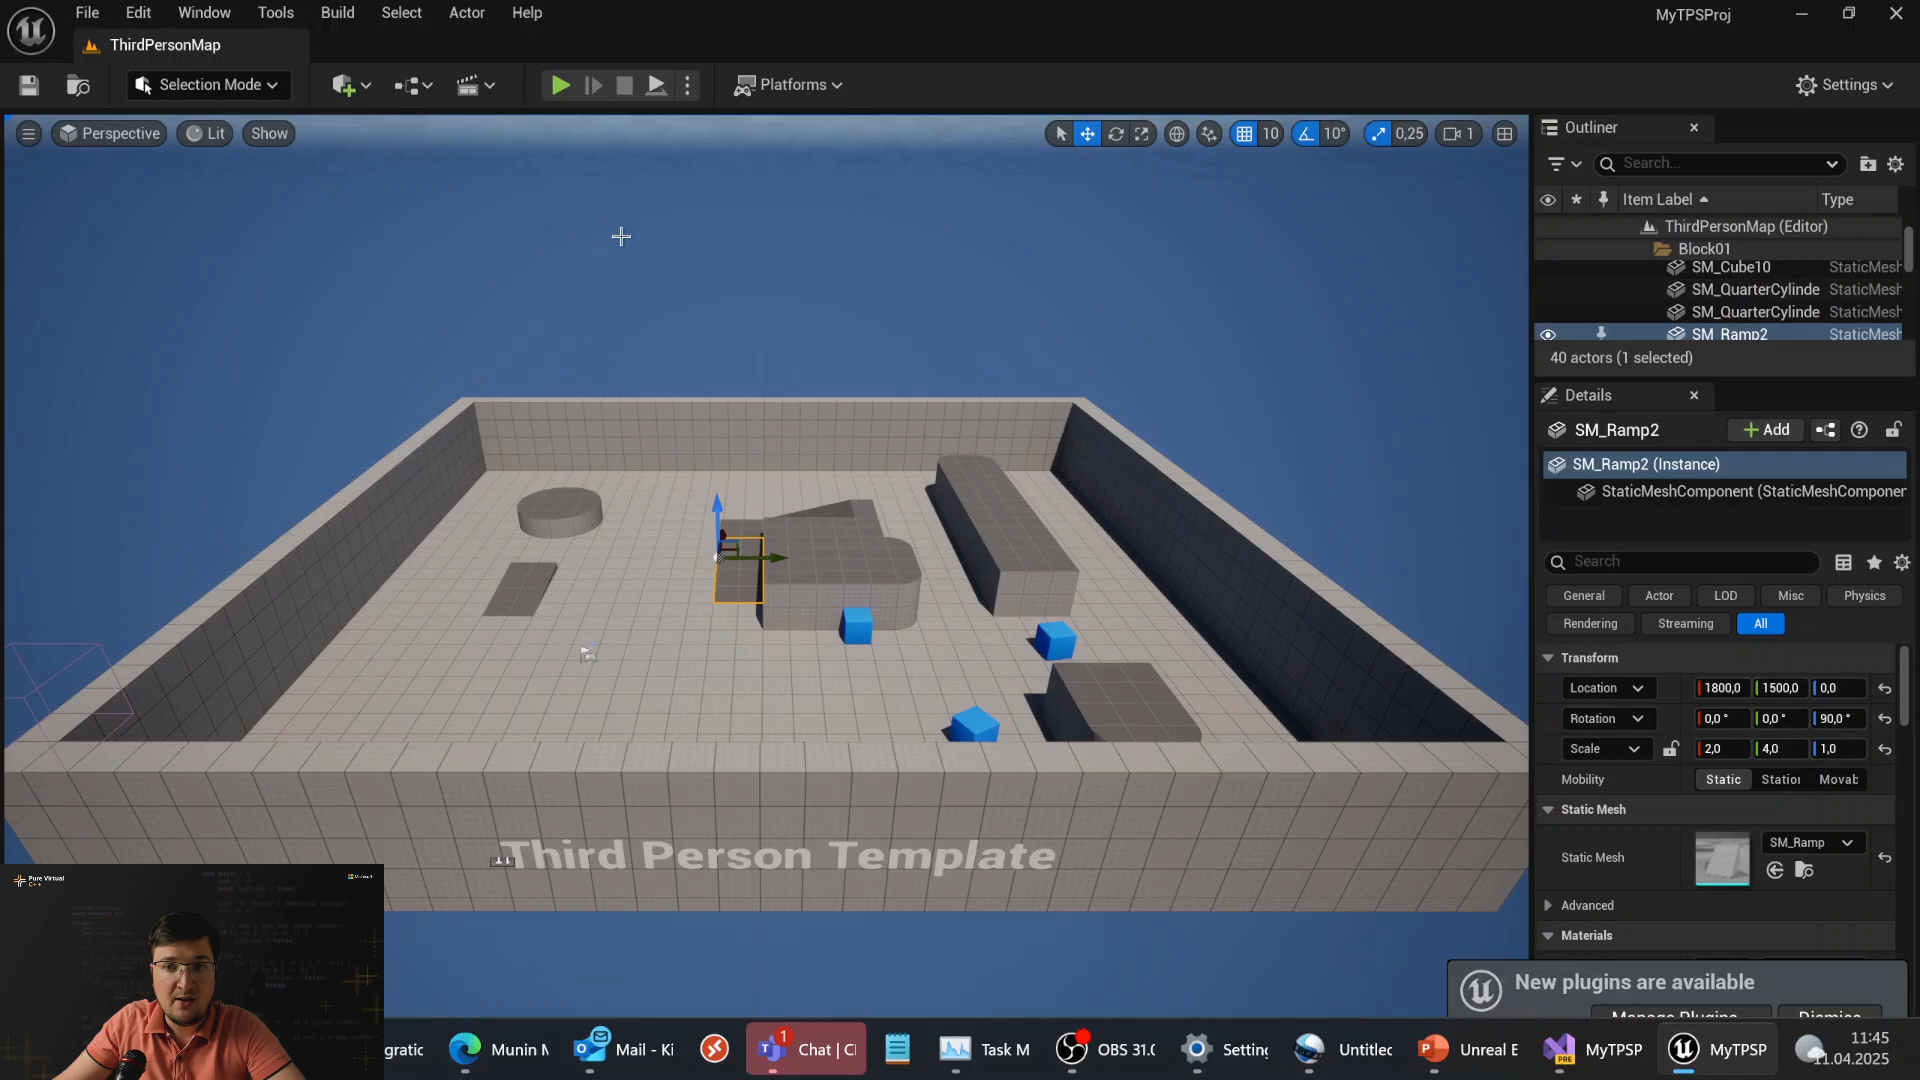 File Edit Window Tools Build Select Actor Help
MyTPSProj
ThirdPersonMap
Selection Mode
Platforms
Settings
Perspective Lit Show
10 10° 0,25 1
Outliner
Search...
Item Label Type
ThirdPersonMap (Editor)
Block01
SM_Cube10 StaticMesh
SM_QuarterCylinde StaticMesh
SM_QuarterCylinde StaticMesh
SM_Ramp2 StaticMesh
40 actors (1 selected)
Details
SM_Ramp2 Add
SM_Ramp2 (Instance)
StaticMeshComponent (StaticMeshComponen
Search
General Actor LOD Misc Physics
Rendering Streaming All
Transform
Location 1800,0 1500,0 0,0
Rotation 0,0 ° 0,0 ° 90,0 °
Scale 2,0 4,0 1,0
Mobility Static Station Movab
Static Mesh
Static Mesh SM_Ramp
Advanced
Materials
Third Person Template
Pure Virtual
C++
Microsoft
New plugins are available
Manage Plugins... Dismiss
gratic Munin M Mail - Ki 1 Chat | Cl Task M OBS 31.0 Setting Untitlec Unreal E PRE MyTPSP MyTPSP
11:45
11.04.2025